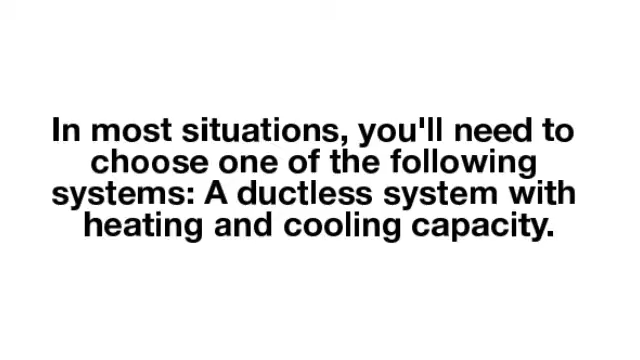 In most situations, you'll need to
choose one of the following
systems: A ductless system with
heating and cooling capacity.